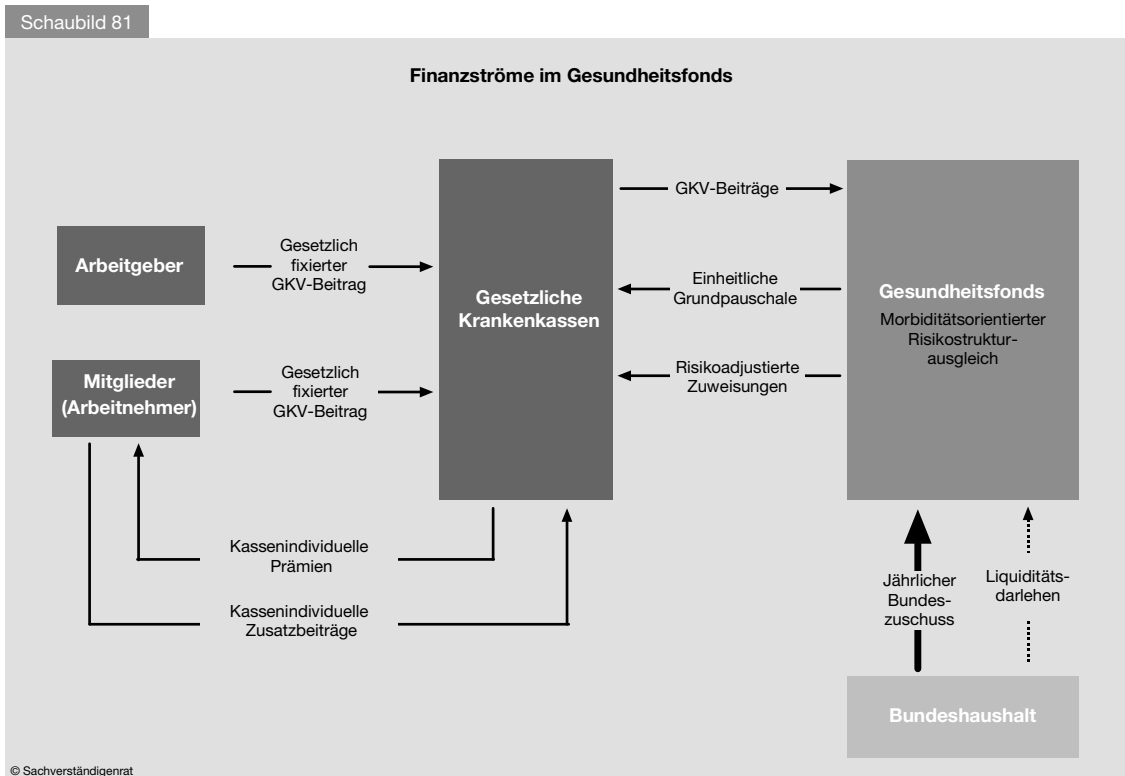 Schaubild 81
Finanzströme im Gesundheitsfonds
Arbeitgeber
Gesetzlich
fixierter
GKV-Beitrag
Mitglieder
(Arbeitnehmer)
Gesetzlich
fixierter
GKV-Beitrag
Gesetzliche
Krankenkassen
GKV-Beiträge
Einheitliche
Grundpauschale
Risikoadjustierte
Zuweisungen
Gesundheitsfonds
Morbiditätsorientierter
Risikostruktur-
ausgleich
Kassenindividuelle
Prämien
Kassenindividuelle
Zusatzbeiträge
Jährlicher
Bundes-
zuschuss
Liquiditäts-
darlehen
Bundeshaushalt
© Sachverständigenrat